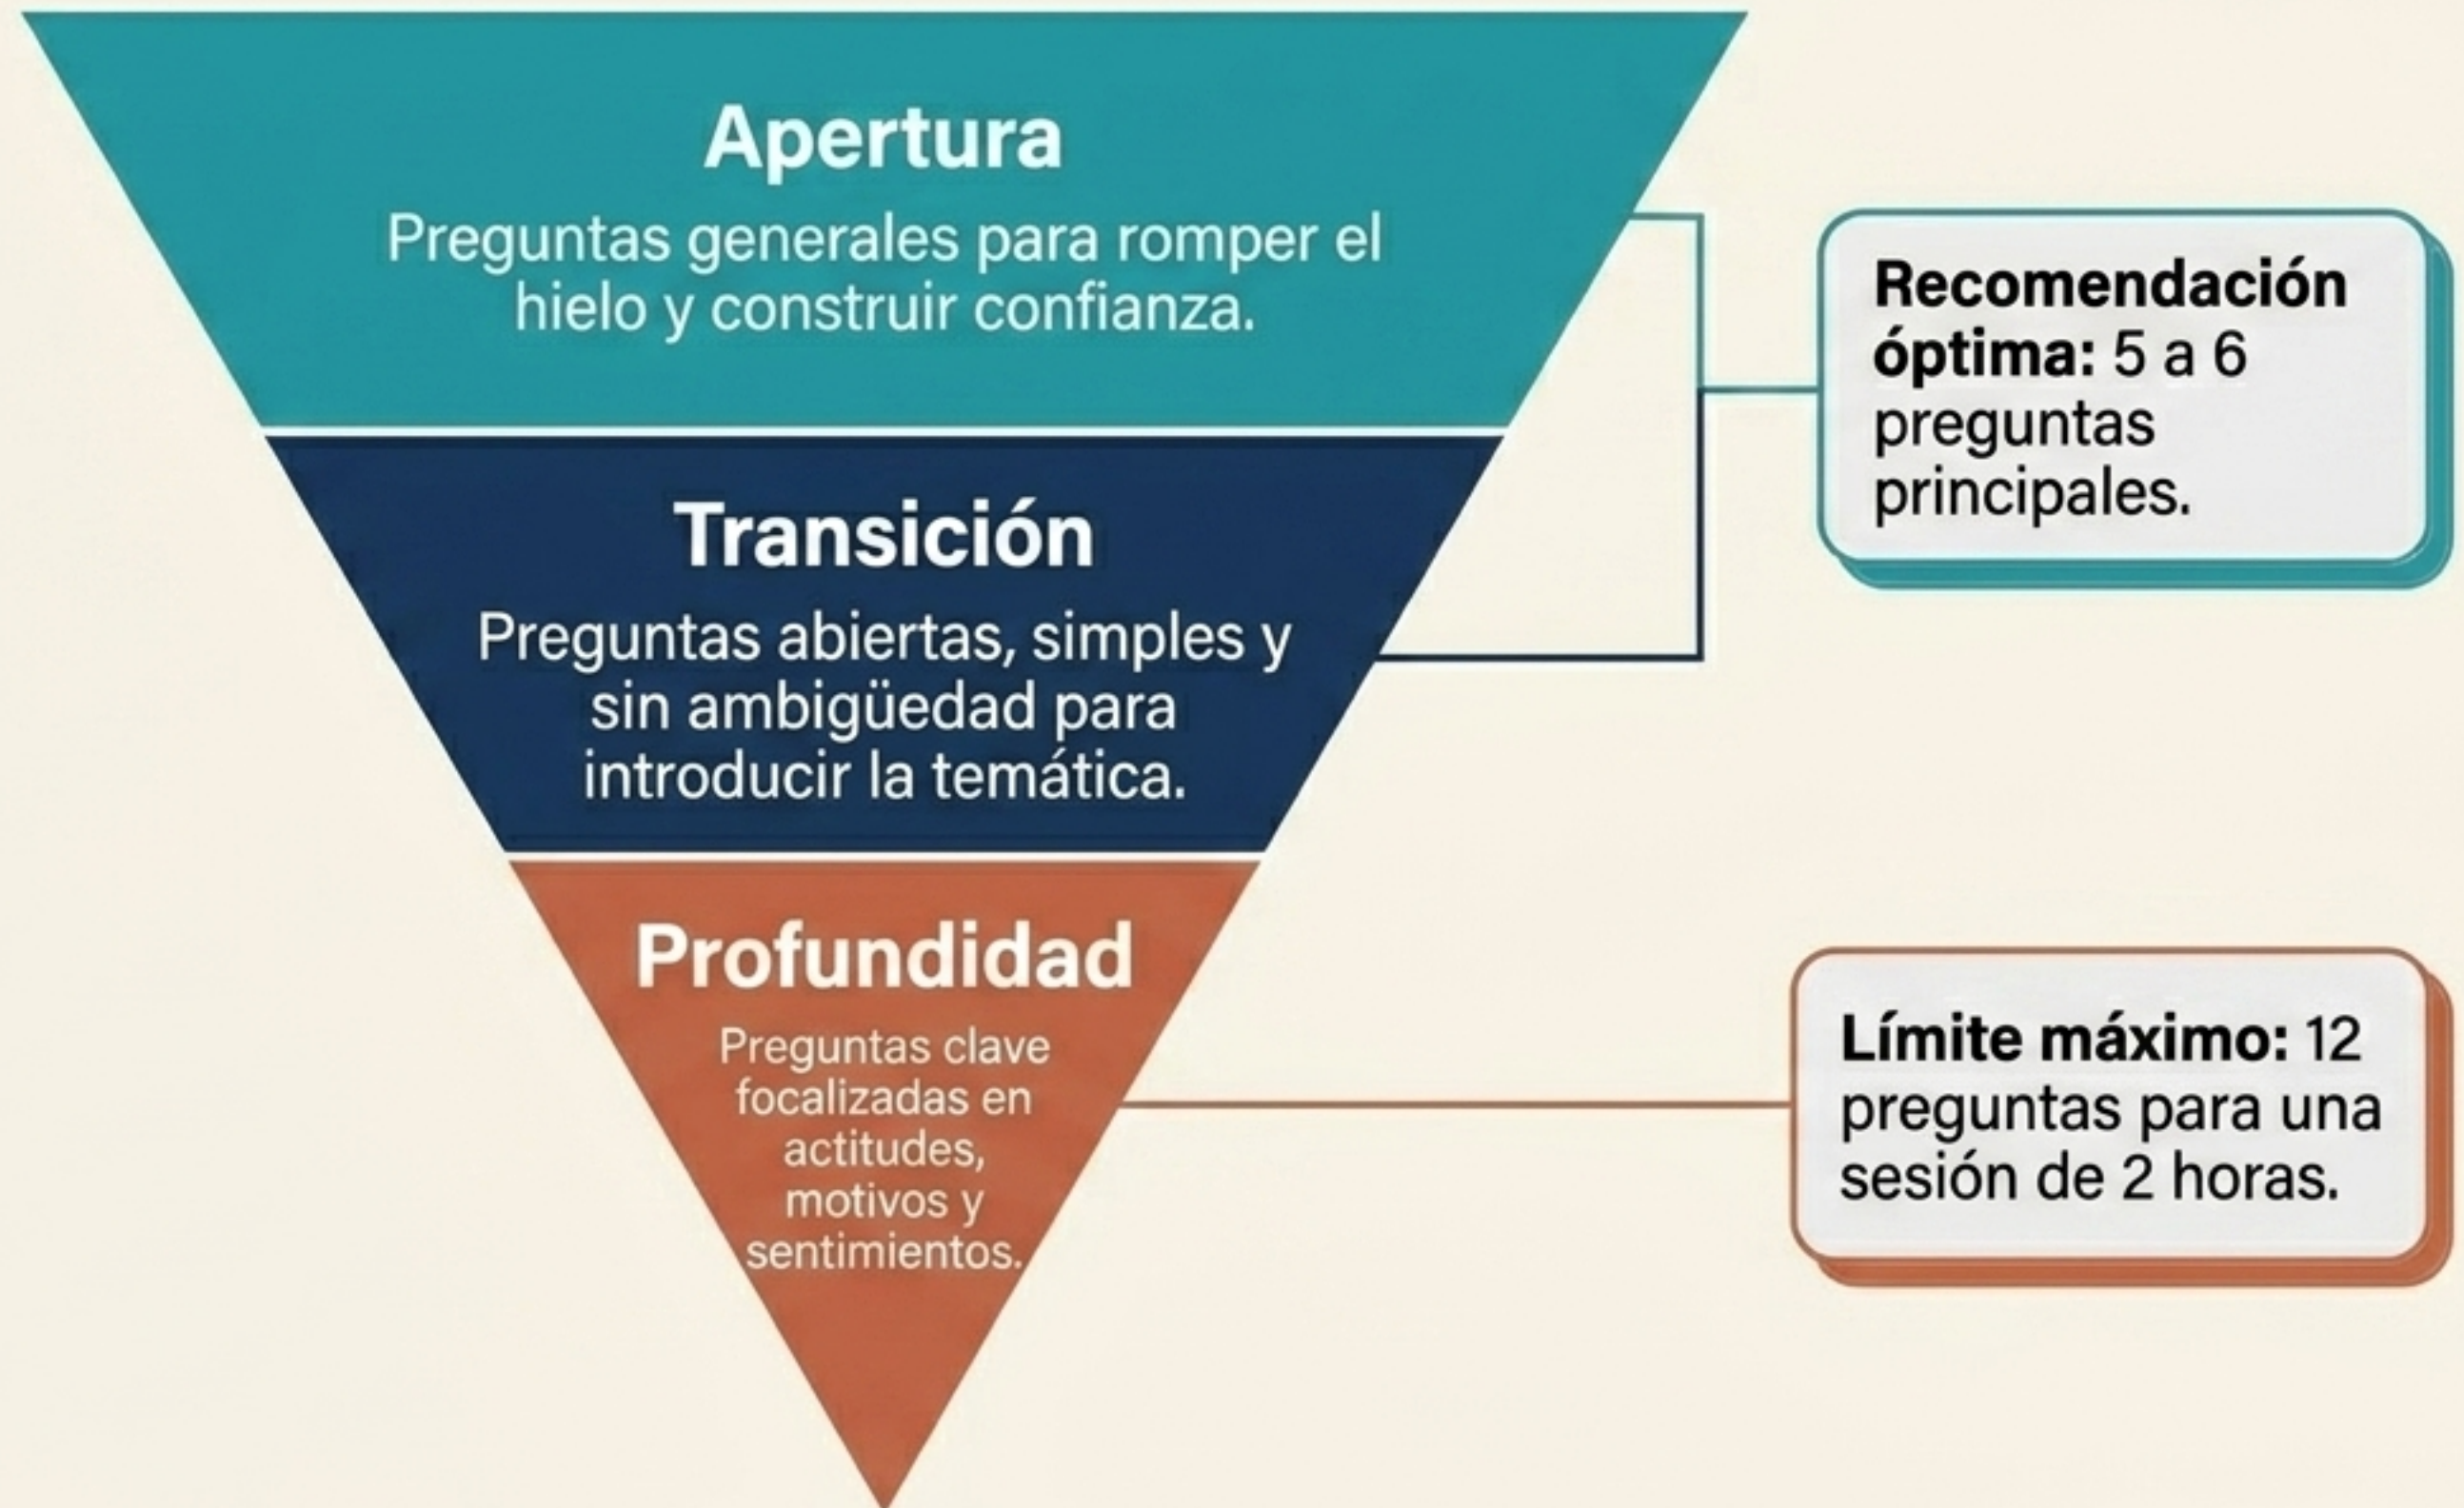 Apertura
Preguntas generales para romper el
hielo y construir confianza.
Recomendación
óptima: 5 a 6
preguntas
principales.
Transición
Preguntas abiertas, simples y
sin ambigüedad para
introducir la temática.
Profundidad
Preguntas clave
focalizadas en
actitudes,
motivos y
sentimientos.
Límite máximo: 12
preguntas para una
sesión de 2 horas.